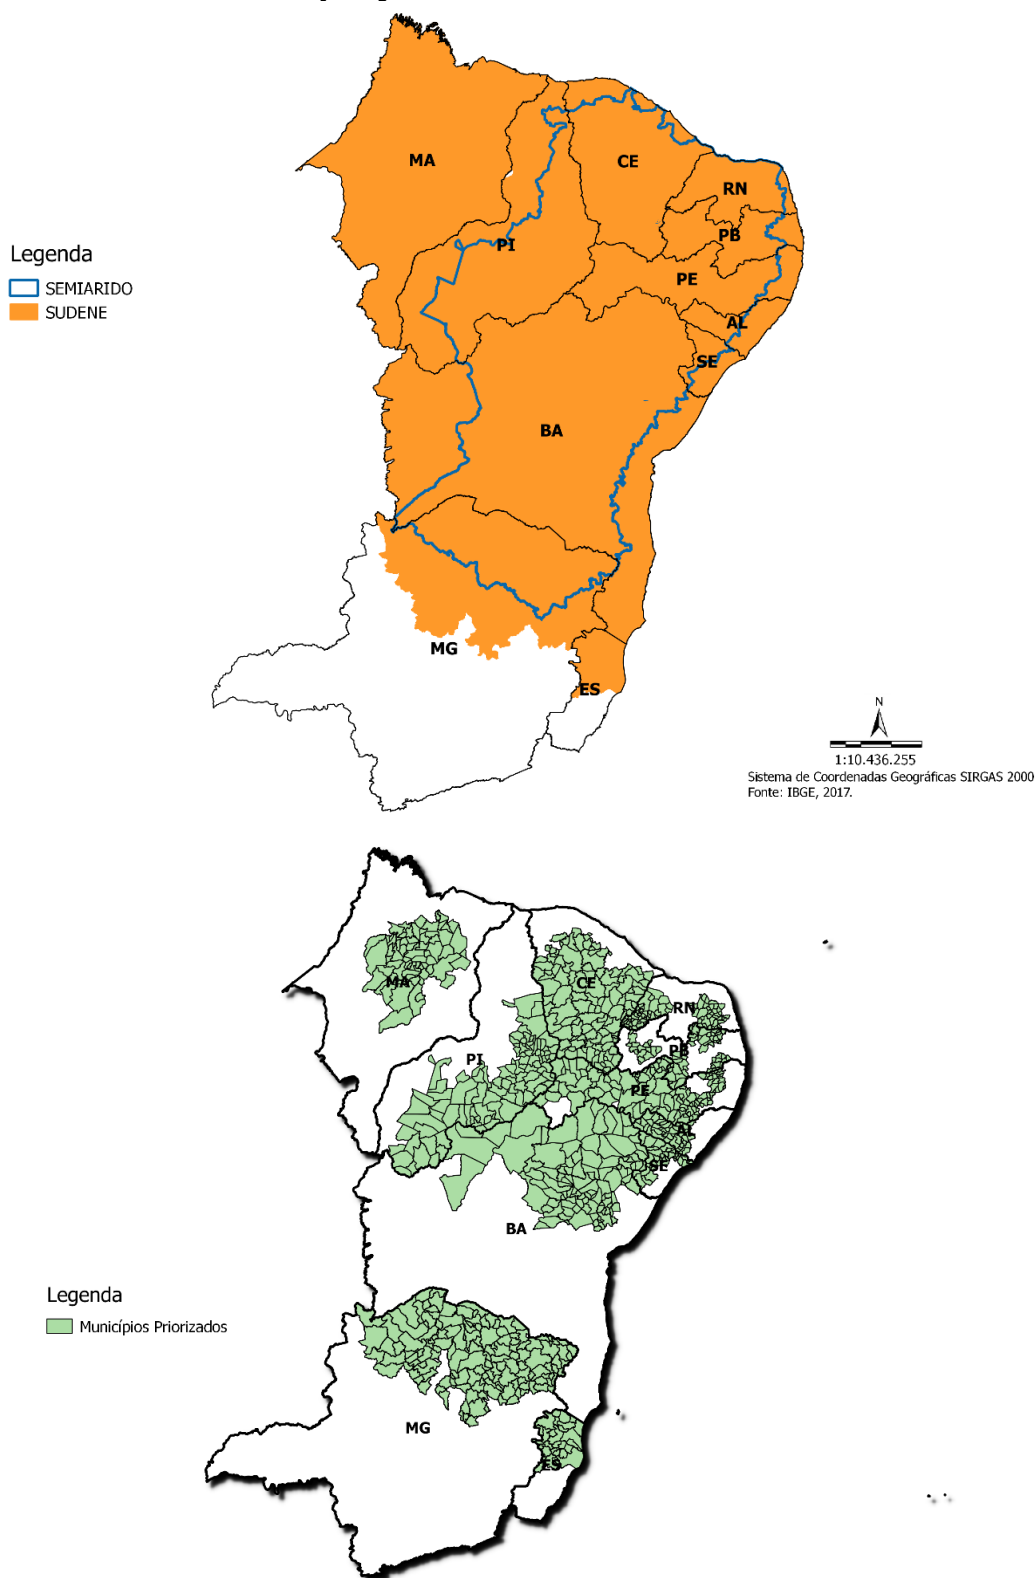 MA
CE
RN
PB
PI
PE
AL
SE
BA
MG
ES
Legenda
SEMIARIDO
SUDENE
N
1:10.436.255
Sistema de Coordenadas Geográficas SIRGAS 2000
Fonte: IBGE, 2017.
MA
CE
RN
PB
PI
PE
AL
SE
BA
Legenda
Municípios Priorizados
MG
ES